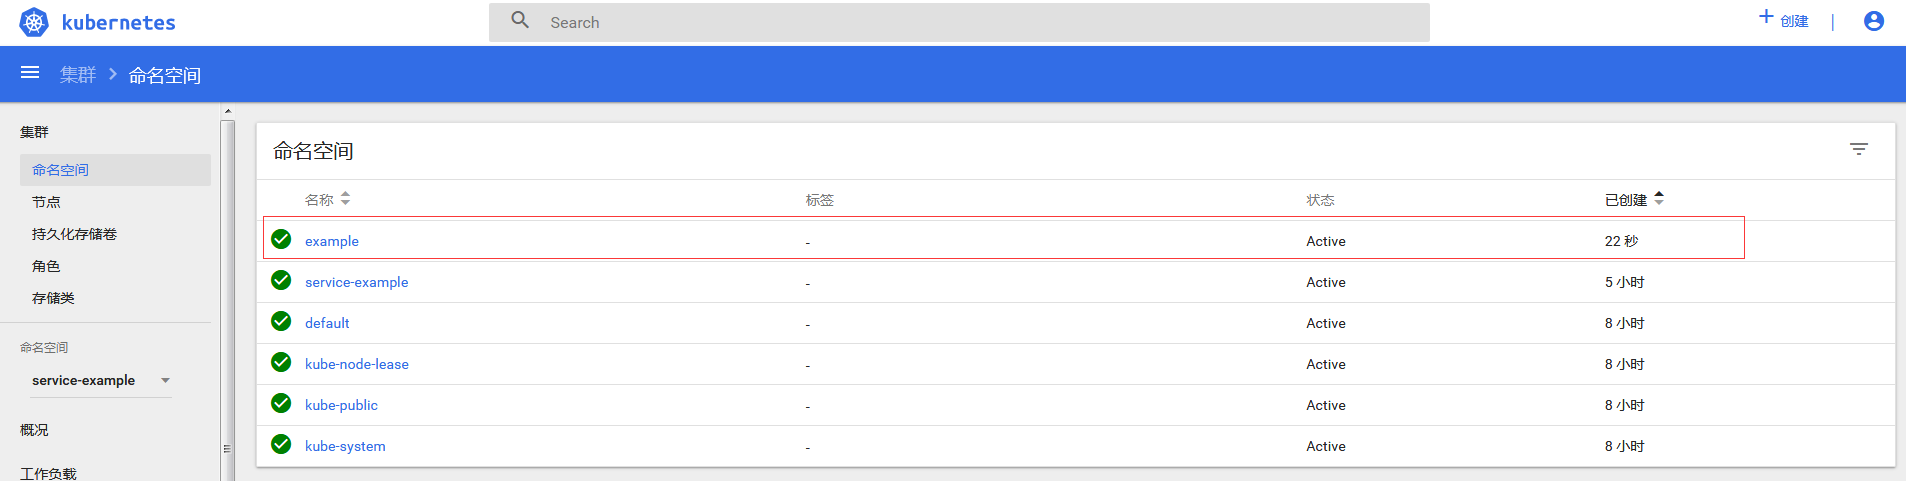 kubernetes
Search
创建
集群
命名空间
集群
命名空间
节点
持久化存储卷
角色
存储类
命名空间
service-example
概况
工作负载
命名空间
名称 标签 状态 已创建
example - Active 22 秒
service-example - Active 5 小时
default - Active 8 小时
kube-node-lease - Active 8 小时
kube-public - Active 8 小时
kube-system - Active 8 小时